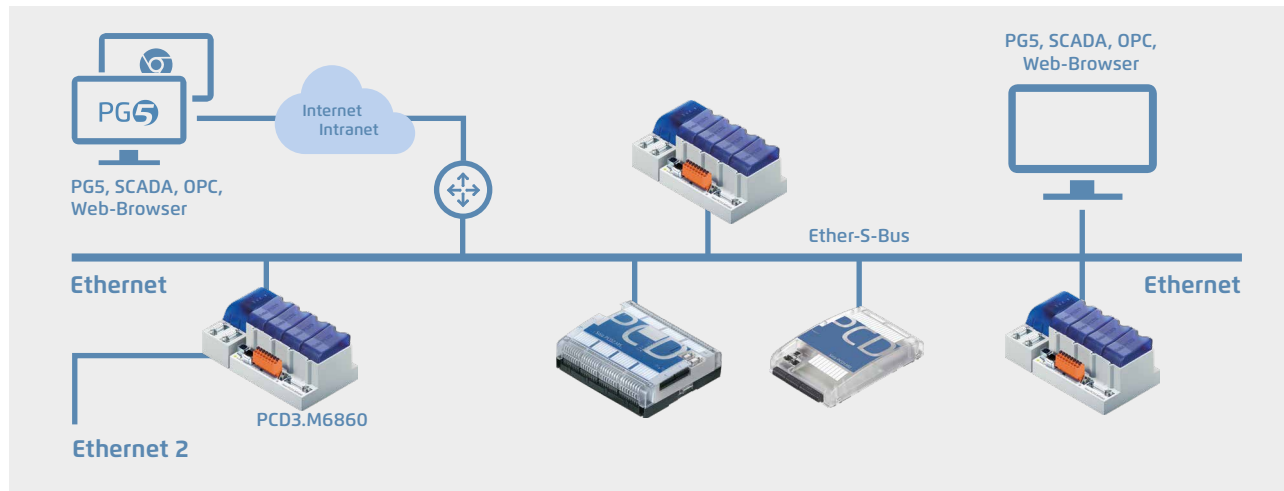 PG5
PG5, SCADA, OPC,
Web-Browser
Internet
Intranet
PG5, SCADA, OPC,
Web-Browser
Ether-S-Bus
Ethernet
Ethernet
PCD
PCD
PCD3.M6860
Ethernet 2